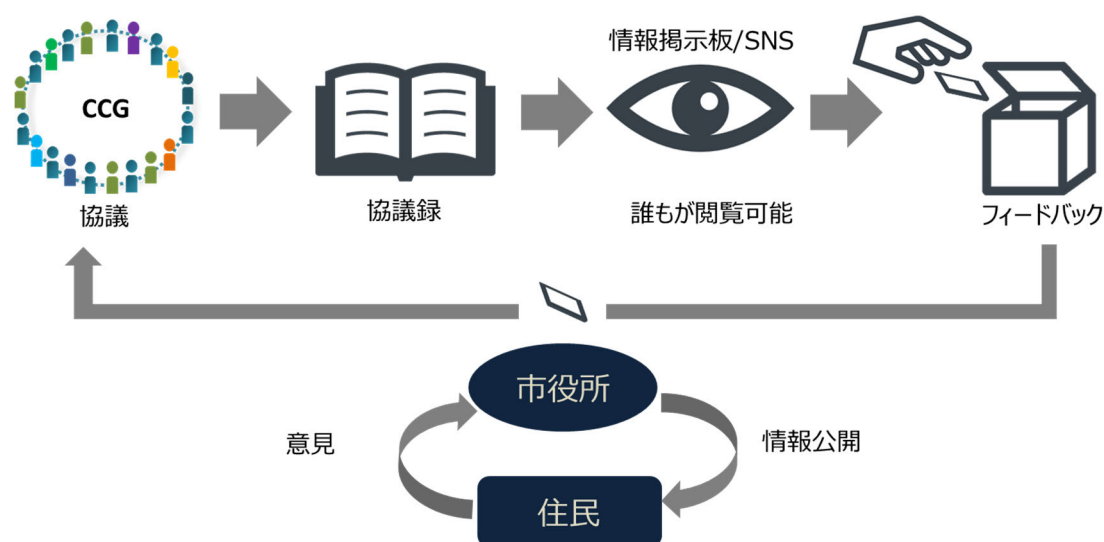 CCG
協議
協議録
情報掲示板/SNS
誰もが閲覧可能
フィードバック
市役所
意見
情報公開
住民